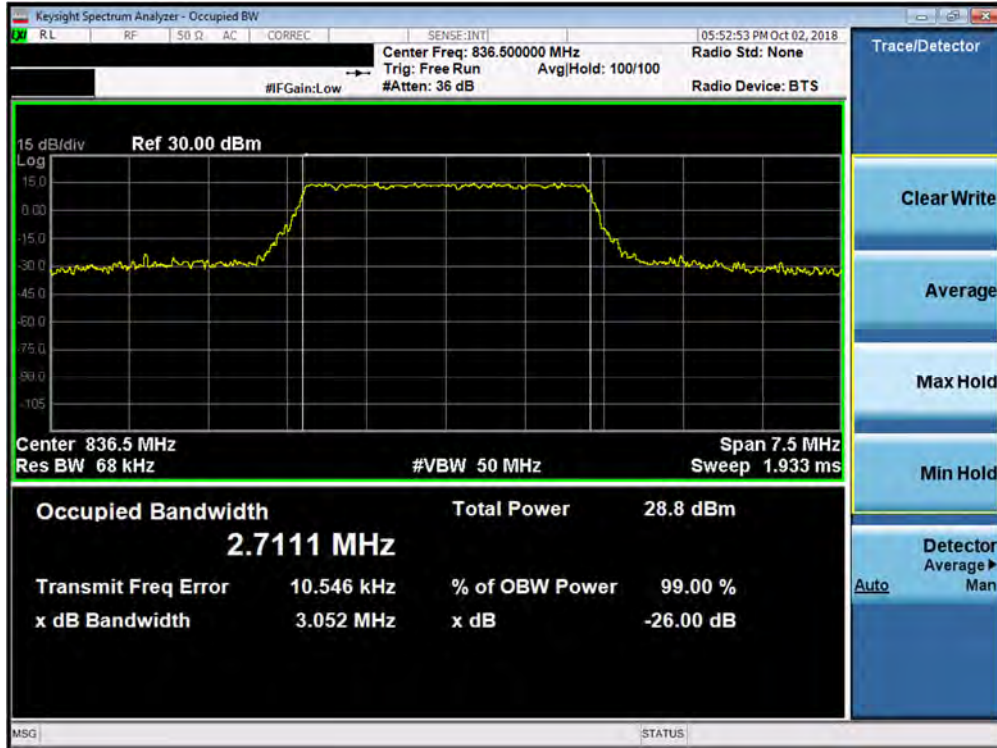 Keysight Spectrum Analyzer - Occupied BW
LXI RL RF 50 Ω AC CORREC SENSE:INT 05:52:53 PM Oct 02, 2018
Center Freq: 836.500000 MHz Radio Std: None
Trig: Free Run Avg|Hold: 100/100
#IFGain:Low #Atten: 36 dB Radio Device: BTS
15 dB/div Ref 30.00 dBm
Log
15.0
0.00
-15.0
-30.0
-45.0
-60.0
-75.0
-90.0
-105
Center 836.5 MHz Span 7.5 MHz
Res BW 68 kHz #VBW 50 MHz Sweep 1.933 ms
Occupied Bandwidth Total Power 28.8 dBm
2.7111 MHz
Transmit Freq Error 10.546 kHz % of OBW Power 99.00 %
x dB Bandwidth 3.052 MHz x dB -26.00 dB
MSG STATUS
Trace/Detector
Clear Write
Average
Max Hold
Min Hold
Detector
Average▶
Auto Man